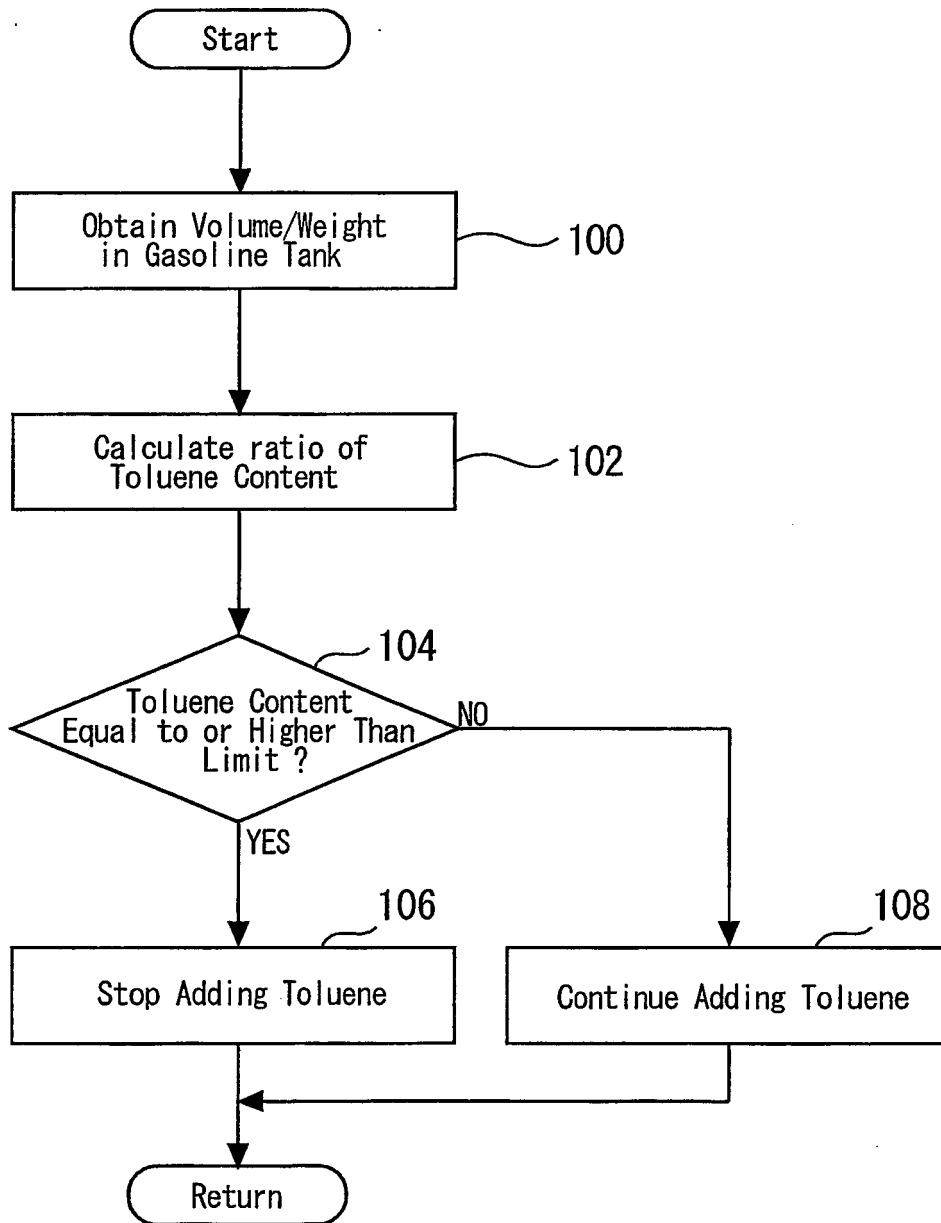 Start
Obtain Volume/Weight
in Gasoline Tank
100
Calculate ratio of
Toluene Content
102
104
Toluene Content
Equal to or Higher Than
Limit ?
NO
YES
106
Stop Adding Toluene
108
Continue Adding Toluene
Return